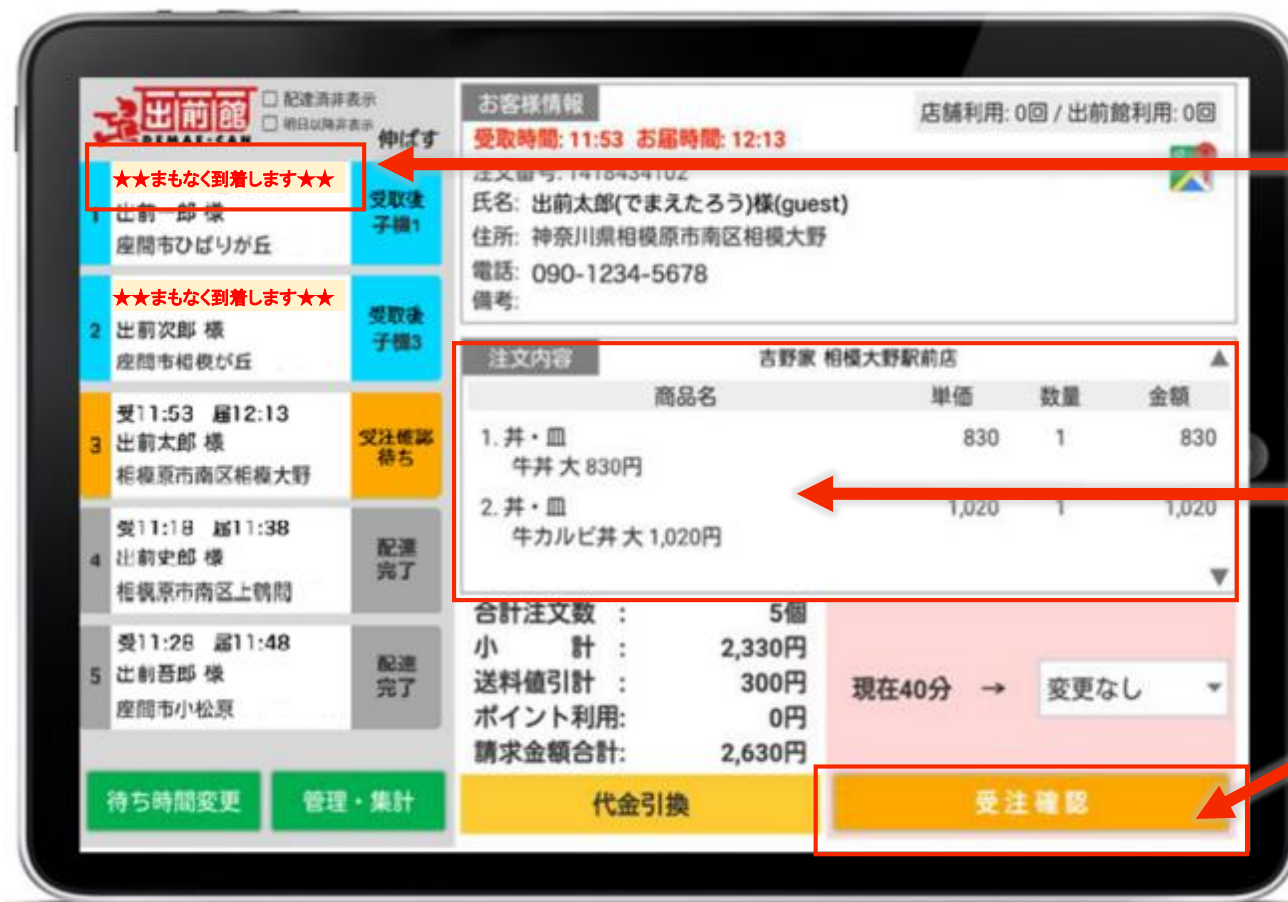 出前館
DEMAE-CAN
配達済非表示
明日以降非表示
伸ばす
★★まもなく到着します★★
1 出前一郎 様
座間市ひばりが丘
受取後
子機1
★★まもなく到着します★★
2 出前次郎 様
座間市相模が丘
受取後
子機3
受11:53 届12:13
3 出前太郎 様
相模原市南区相模大野
受注確認
待ち
受11:18 届11:38
4 出前史郎 様
相模原市南区上鶴間
配達
完了
受11:28 届11:48
5 出前吾郎 様
座間市小松原
配達
完了
待ち時間変更
管理・集計
お客様情報
店舗利用: 0回 / 出前館利用: 0回
受取時間: 11:53 お届時間: 12:13
注文番号: 1418434102
氏名: 出前太郎(でまえたろう)様(guest)
住所: 神奈川県相模原市南区相模大野
電話: 090-1234-5678
備考:
注文内容 吉野家 相模大野駅前店 ▲
商品名 単価 数量 金額
1. 丼・皿 830 1 830
牛丼 大 830円
2. 丼・皿 1,020 1 1,020
牛カルビ丼 大 1,020円
▼
合計注文数 : 5個
小 計 : 2,330円
送料値引計 : 300円
ポイント利用: 0円
請求金額合計: 2,630円
現在40分 → 変更なし
代金引換
受注確認